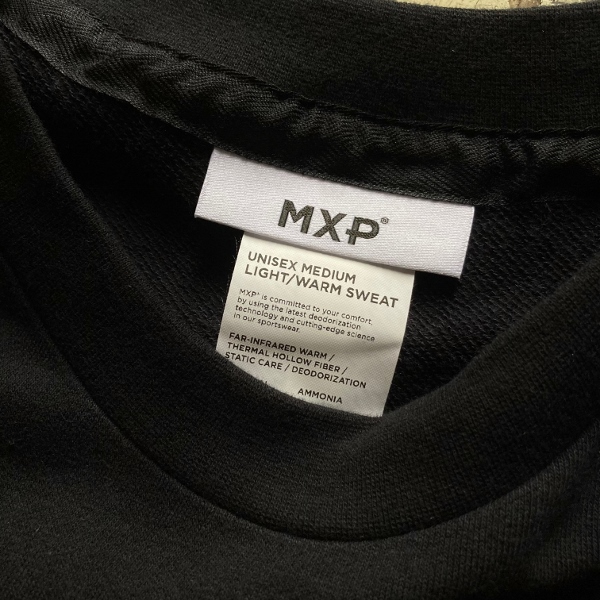 MXP®
UNISEX MEDIUM
LIGHT/WARM SWEAT
MXP® is committed to your comfort,
by using the latest deodorization
technology and cutting-edge science
in our sportswear.
FAR-INFRARED WARM /
THERMAL HOLLOW FIBER /
STATIC CARE / DEODORIZATION
AMMONIA